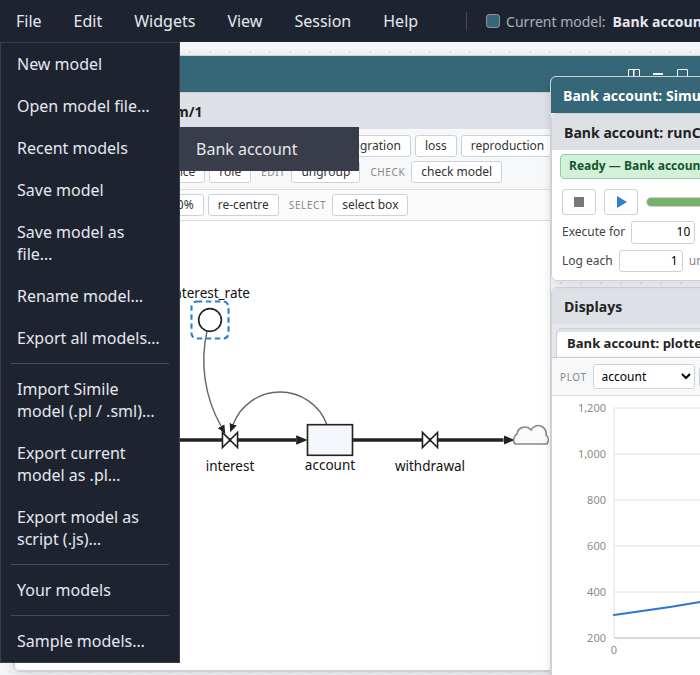 File Edit Widgets View Session Help Current model: Bank accoun
New model
Open model file...
Recent models
Save model
Save model as
file...
Rename model...
Export all models...
Import Simile
model (.pl / .sml)...
Export current
model as .pl...
Export model as
script (.js)...
Your models
Sample models...
Bank account
m/1
gration loss reproduction
nce role EDIT ungroup CHECK check model
0% re-centre SELECT select box
nterest_rate
interest account withdrawal
Bank account: Simu
Bank account: runC
Ready — Bank accoun
Execute for 10
Log each 1 un
Displays
Bank account: plotte
PLOT account
1,200
1,000
800
600
400
200
0